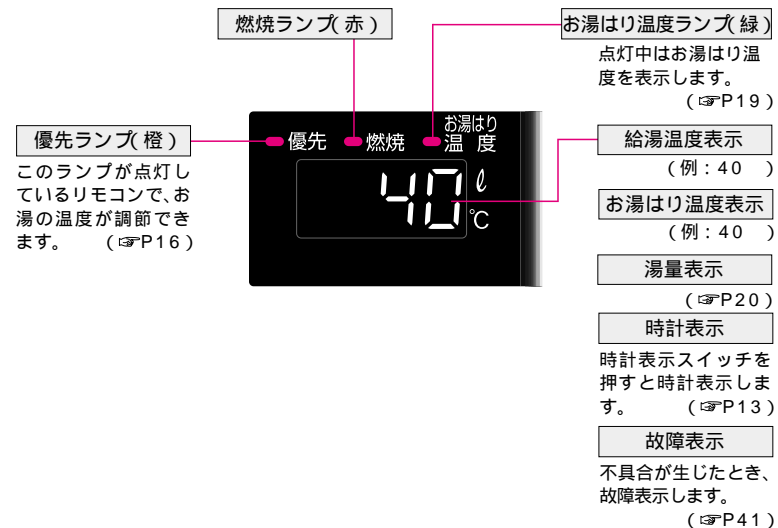 燃焼ランプ(赤)
お湯はり温度ランプ(緑)
点灯中はお湯はり温
度を表示します。
(☞P19)
優先ランプ(橙)
このランプが点灯し
ているリモコンで、お
湯の温度が調節でき
ます。 (☞P16)
優先 燃焼 お湯はり
温度
40 ℓ
℃
給湯温度表示
(例:40 )
お湯はり温度表示
(例:40 )
湯量表示
(☞P20)
時計表示
時計表示スイッチを
押すと時計表示しま
す。 (☞P13)
故障表示
不具合が生じたとき、
故障表示します。
(☞P41)